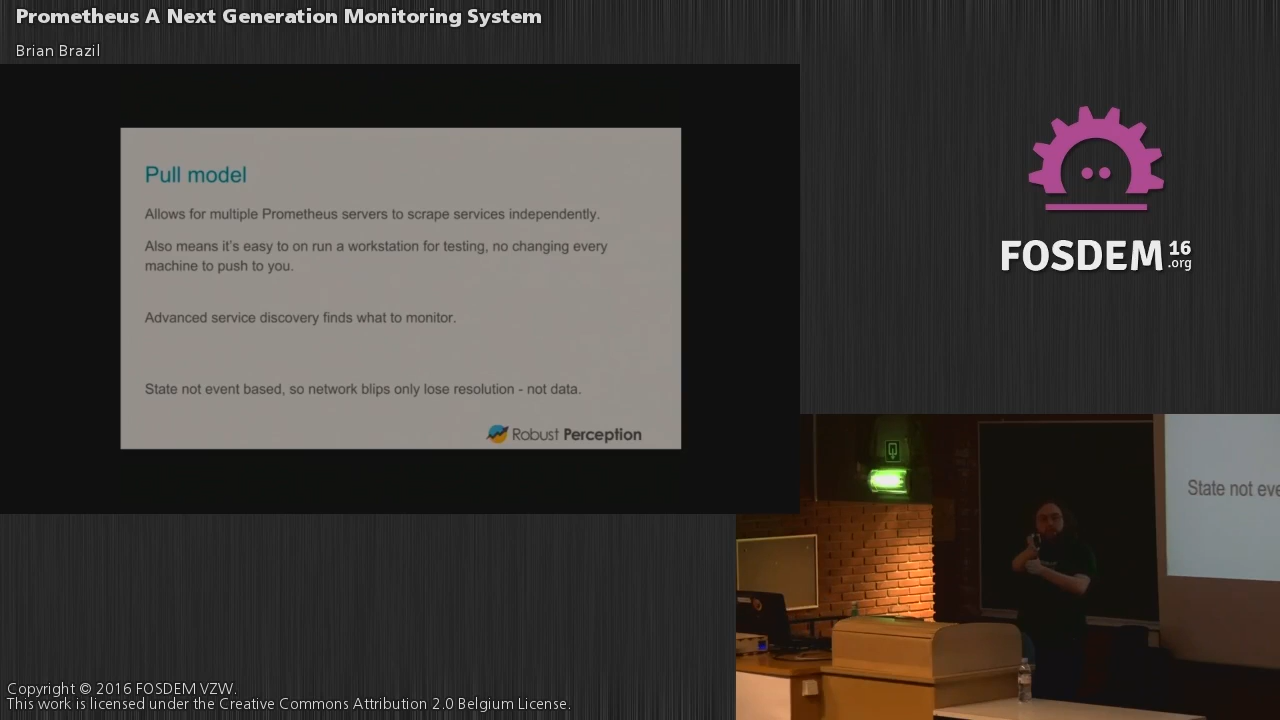 Prometheus A Next Generation Monitoring System
Brian Brazil
Pull model
Allows for multiple Prometheus servers to scrape services independently.
Also means it's easy to on run a workstation for testing, no changing every
machine to push to you.
Advanced service discovery finds what to monitor.
State not event based, so network blips only lose resolution - not data.
Robust Perception
FOSDEM 16
.org
State not eve
Copyright © 2016 FOSDEM VZW.
This work is licensed under the Creative Commons Attribution 2.0 Belgium License.